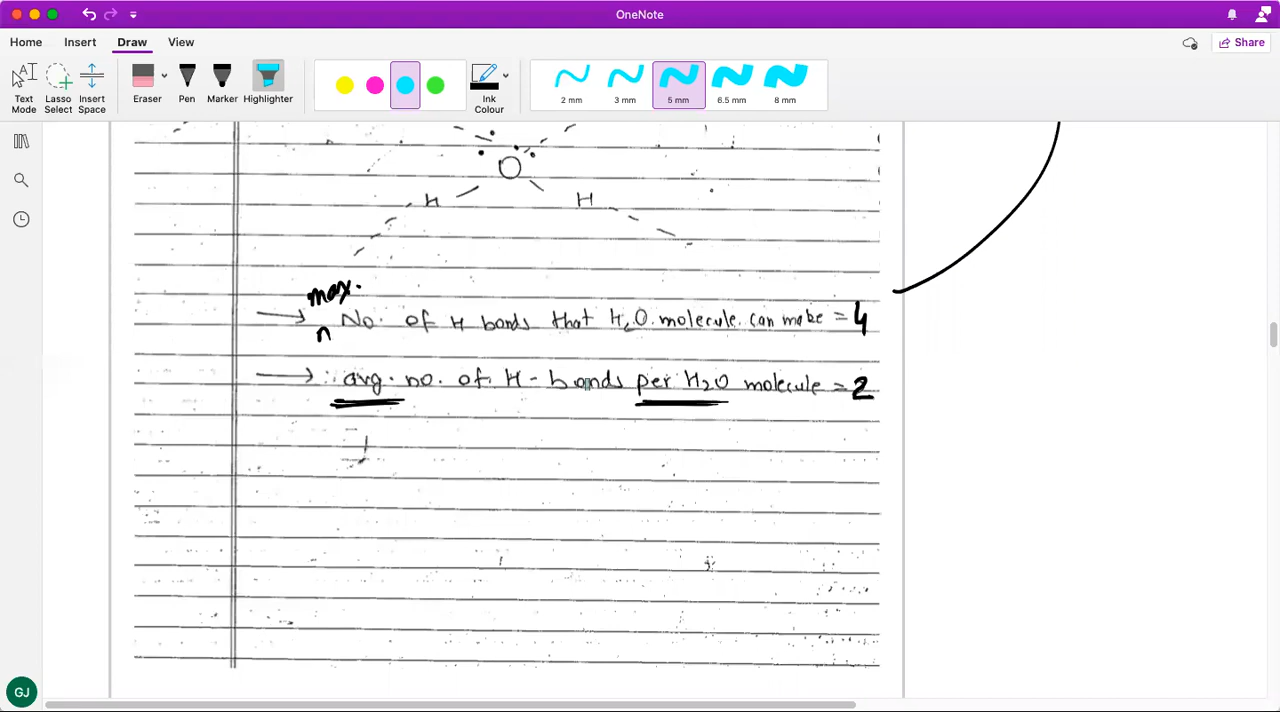 OneNote
Home Insert Draw View
Share
Text Mode
Lasso Select
Insert Space
Eraser
Pen
Marker
Highlighter
Ink Colour
2 mm
3 mm
5 mm
6.5 mm
8 mm
O
H H
max.
→ No. of H bonds that H₂O molecule can make = 4
n
→ avg. no. of H-bonds per H₂O molecule = 2
GJ